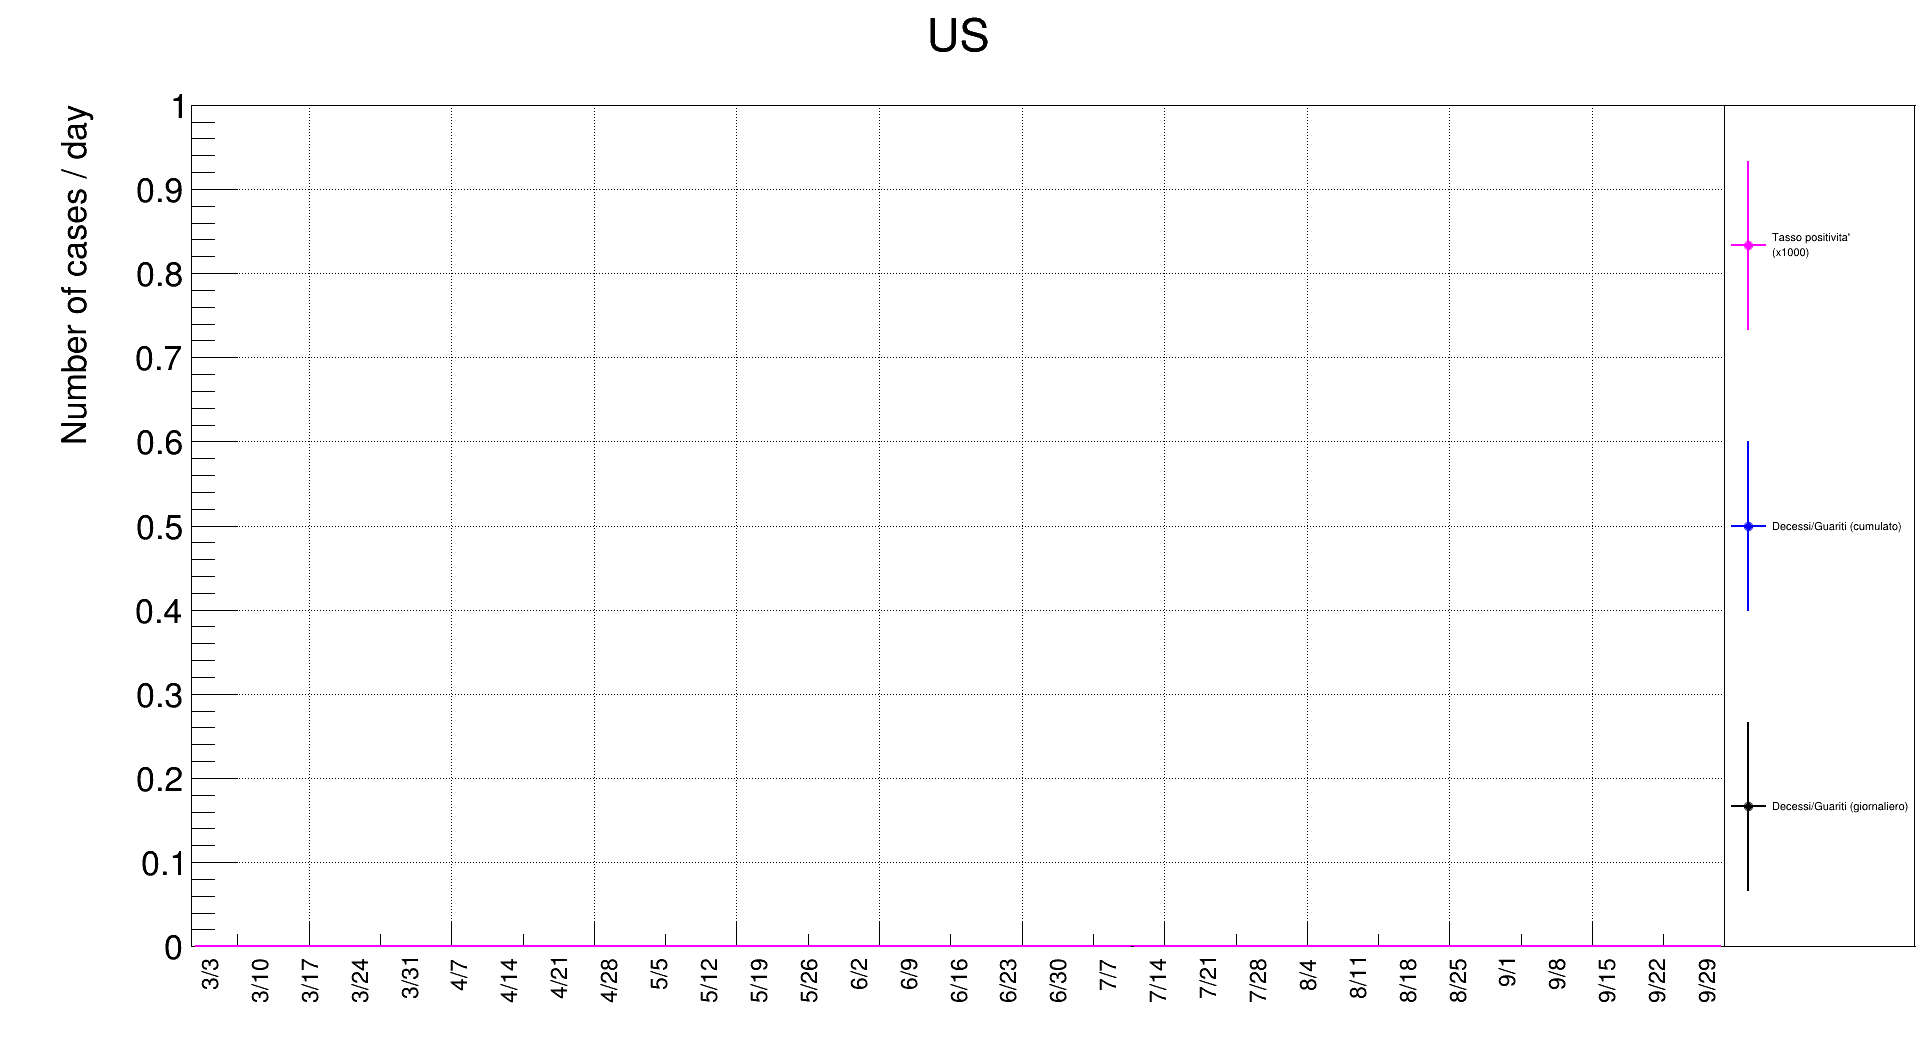 US
Number of cases / day
1
0.9
0.8
0.7
0.6
0.5
0.4
0.3
0.2
0.1
0
3/3 3/10 3/17 3/24 3/31 4/7 4/14 4/21 4/28 5/5 5/12 5/19 5/26 6/2 6/9 6/16 6/23 6/30 7/7 7/14 7/21 7/28 8/4 8/11 8/18 8/25 9/1 9/8 9/15 9/22 9/29
Tasso positivita'
(x1000)
Decessi/Guariti (cumulato)
Decessi/Guariti (giornaliero)